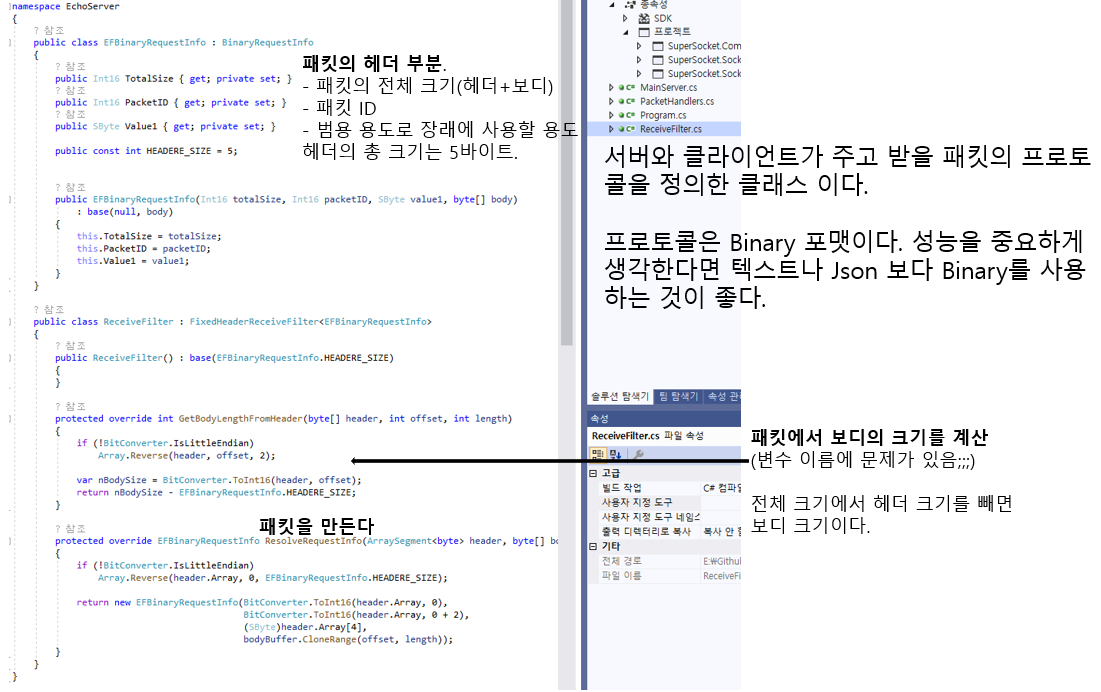 namespace EchoServer
{
? 참조
public class EFBinaryRequestInfo : BinaryRequestInfo
{
? 참조
public Int16 TotalSize { get; private set; }
? 참조
public Int16 PacketID { get; private set; }
? 참조
public SByte Value1 { get; private set; }
public const int HEADERE_SIZE = 5;
? 참조
public EFBinaryRequestInfo(Int16 totalSize, Int16 packetID, SByte value1, byte[] body)
: base(null, body)
{
this.TotalSize = totalSize;
this.PacketID = packetID;
this.Value1 = value1;
}
}
? 참조
public class ReceiveFilter : FixedHeaderReceiveFilter<EFBinaryRequestInfo>
{
? 참조
public ReceiveFilter() : base(EFBinaryRequestInfo.HEADERE_SIZE)
{
}
? 참조
protected override int GetBodyLengthFromHeader(byte[] header, int offset, int length)
{
if (!BitConverter.IsLittleEndian)
Array.Reverse(header, offset, 2);
var nBodySize = BitConverter.ToInt16(header, offset);
return nBodySize - EFBinaryRequestInfo.HEADERE_SIZE;
}
? 참조
protected override EFBinaryRequestInfo ResolveRequestInfo(ArraySegment<byte> header, byte[] bo
{
if (!BitConverter.IsLittleEndian)
Array.Reverse(header.Array, 0, EFBinaryRequestInfo.HEADERE_SIZE);
return new EFBinaryRequestInfo(BitConverter.ToInt16(header.Array, 0),
BitConverter.ToInt16(header.Array, 0 + 2),
(SByte)header.Array[4],
bodyBuffer.CloneRange(offset, length));
}
}
}
패킷의 헤더 부분.
- 패킷의 전체 크기(헤더+보디)
- 패킷 ID
- 범용 용도로 장래에 사용할 용도
헤더의 총 크기는 5바이트.
패킷을 만든다
종속성
SDK
프로젝트
SuperSocket.Com
SuperSocket.Sock
SuperSocket.Sock
MainServer.cs
PacketHandlers.cs
Program.cs
ReceiveFilter.cs
서버와 클라이언트가 주고 받을 패킷의 프로토
콜을 정의한 클래스 이다.
프로토콜은 Binary 포맷이다. 성능을 중요하게
생각한다면 텍스트나 Json 보다 Binary를 사용
하는 것이 좋다.
솔루션 탐색기 팀 탐색기 속성 관
속성
ReceiveFilter.cs 파일 속성
고급
빌드 작업 C# 컴파일
사용자 지정 도구
사용자 지정 도구 네임스
출력 디렉터리로 복사 복사 안 함
기타
전체 경로 E:\Githul
파일 이름 ReceiveFi
패킷에서 보디의 크기를 계산
(변수 이름에 문제가 있음;;;)
전체 크기에서 헤더 크기를 빼면
보디 크기이다.